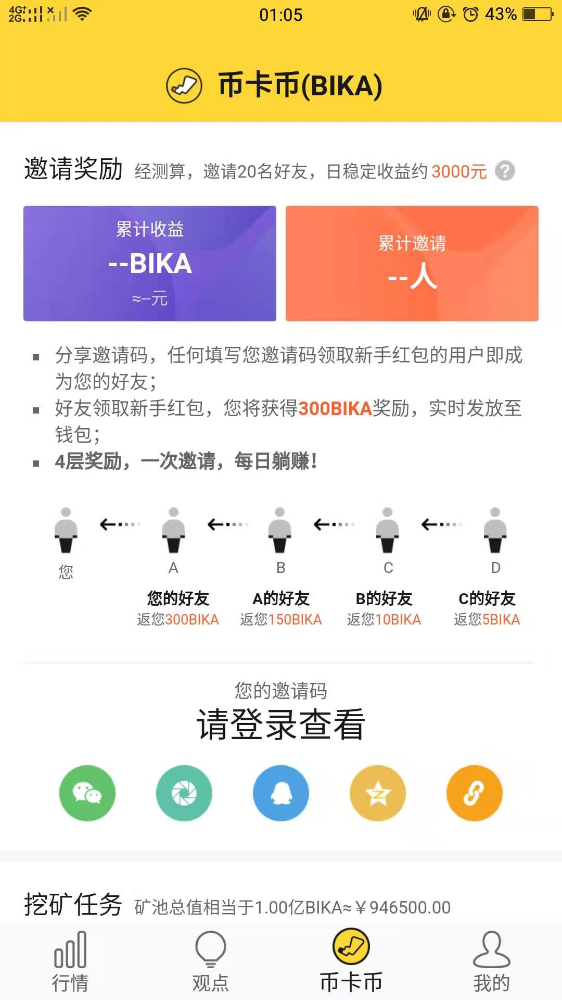 4G+
2G
01:05
43%
币卡币(BIKA)
邀请奖励 经测算，邀请20名好友，日稳定收益约 3000元 ?
累计收益
--BIKA
≈--元
累计邀请
--人
分享邀请码，任何填写您邀请码领取新手红包的用户即成
为您的好友；
好友领取新手红包，您将获得300BIKA奖励，实时发放至
钱包；
4层奖励，一次邀请，每日躺赚！
您 A B C D
您的好友 A的好友 B的好友 C的好友
返您300BIKA 返您150BIKA 返您10BIKA 返您5BIKA
您的邀请码
请登录查看
挖矿任务 矿池总值相当于1.00亿BIKA≈￥946500.00
行情 观点 币卡币 我的